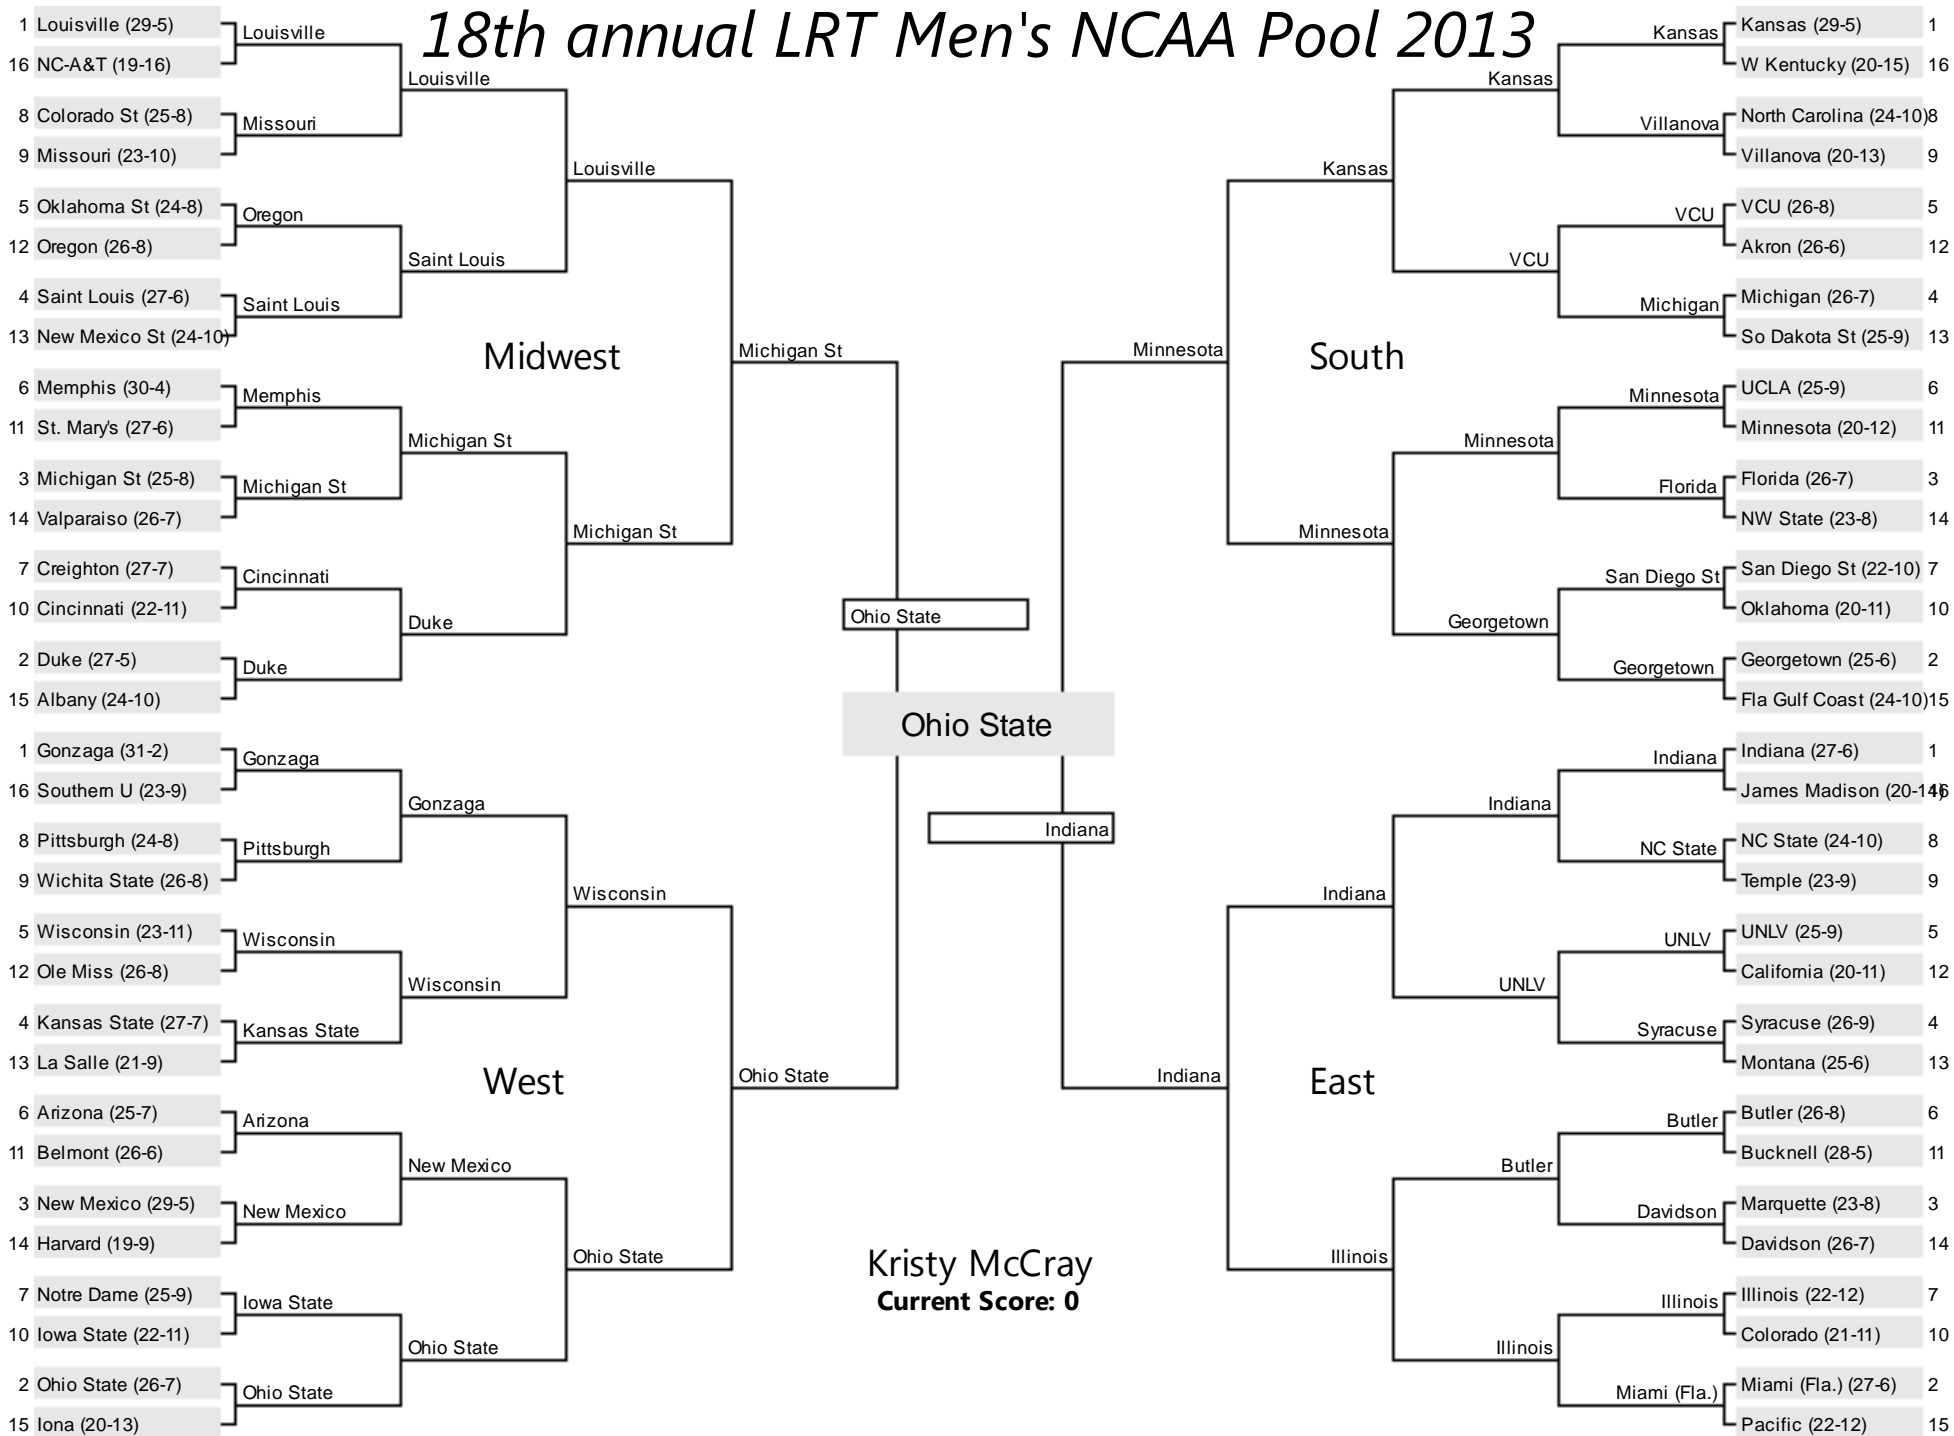 18th annual LRT Men's NCAA Pool 2013
1 Louisville (29-5)
16 NC-A&T (19-16)
8 Colorado St (25-8)
9 Missouri (23-10)
5 Oklahoma St (24-8)
12 Oregon (26-8)
4 Saint Louis (27-6)
13 New Mexico St (24-10)
6 Memphis (30-4)
11 St. Mary's (27-6)
3 Michigan St (25-8)
14 Valparaiso (26-7)
7 Creighton (27-7)
10 Cincinnati (22-11)
2 Duke (27-5)
15 Albany (24-10)
Louisville
Missouri
Oregon
Saint Louis
Memphis
Michigan St
Cincinnati
Duke
Louisville
Saint Louis
Michigan St
Duke
Louisville
Michigan St
Midwest
Michigan St
1 Gonzaga (31-2)
16 Southern U (23-9)
8 Pittsburgh (24-8)
9 Wichita State (26-8)
5 Wisconsin (23-11)
12 Ole Miss (26-8)
4 Kansas State (27-7)
13 La Salle (21-9)
6 Arizona (25-7)
11 Belmont (26-6)
3 New Mexico (29-5)
14 Harvard (19-9)
7 Notre Dame (25-9)
10 Iowa State (22-11)
2 Ohio State (26-7)
15 Iona (20-13)
Gonzaga
Pittsburgh
Wisconsin
Kansas State
Arizona
New Mexico
Iowa State
Ohio State
Gonzaga
Wisconsin
New Mexico
Ohio State
Wisconsin
Ohio State
West
Ohio State
Ohio State
Ohio State
Indiana
Kristy McCray
Current Score: 0
Kansas (29-5) 1
W Kentucky (20-15) 16
North Carolina (24-10) 8
Villanova (20-13) 9
VCU (26-8) 5
Akron (26-6) 12
Michigan (26-7) 4
So Dakota St (25-9) 13
UCLA (25-9) 6
Minnesota (20-12) 11
Florida (26-7) 3
NW State (23-8) 14
San Diego St (22-10) 7
Oklahoma (20-11) 10
Georgetown (25-6) 2
Fla Gulf Coast (24-10) 15
Kansas
Villanova
VCU
Michigan
Minnesota
Florida
San Diego St
Georgetown
Kansas
VCU
Minnesota
Georgetown
Kansas
Minnesota
South
Minnesota
Indiana (27-6) 1
James Madison (20-14) 16
NC State (24-10) 8
Temple (23-9) 9
UNLV (25-9) 5
California (20-11) 12
Syracuse (26-9) 4
Montana (25-6) 13
Butler (26-8) 6
Bucknell (28-5) 11
Marquette (23-8) 3
Davidson (26-7) 14
Illinois (22-12) 7
Colorado (21-11) 10
Miami (Fla.) (27-6) 2
Pacific (22-12) 15
Indiana
NC State
UNLV
Syracuse
Butler
Davidson
Illinois
Miami (Fla.)
Indiana
UNLV
Butler
Illinois
Indiana
Illinois
East
Indiana